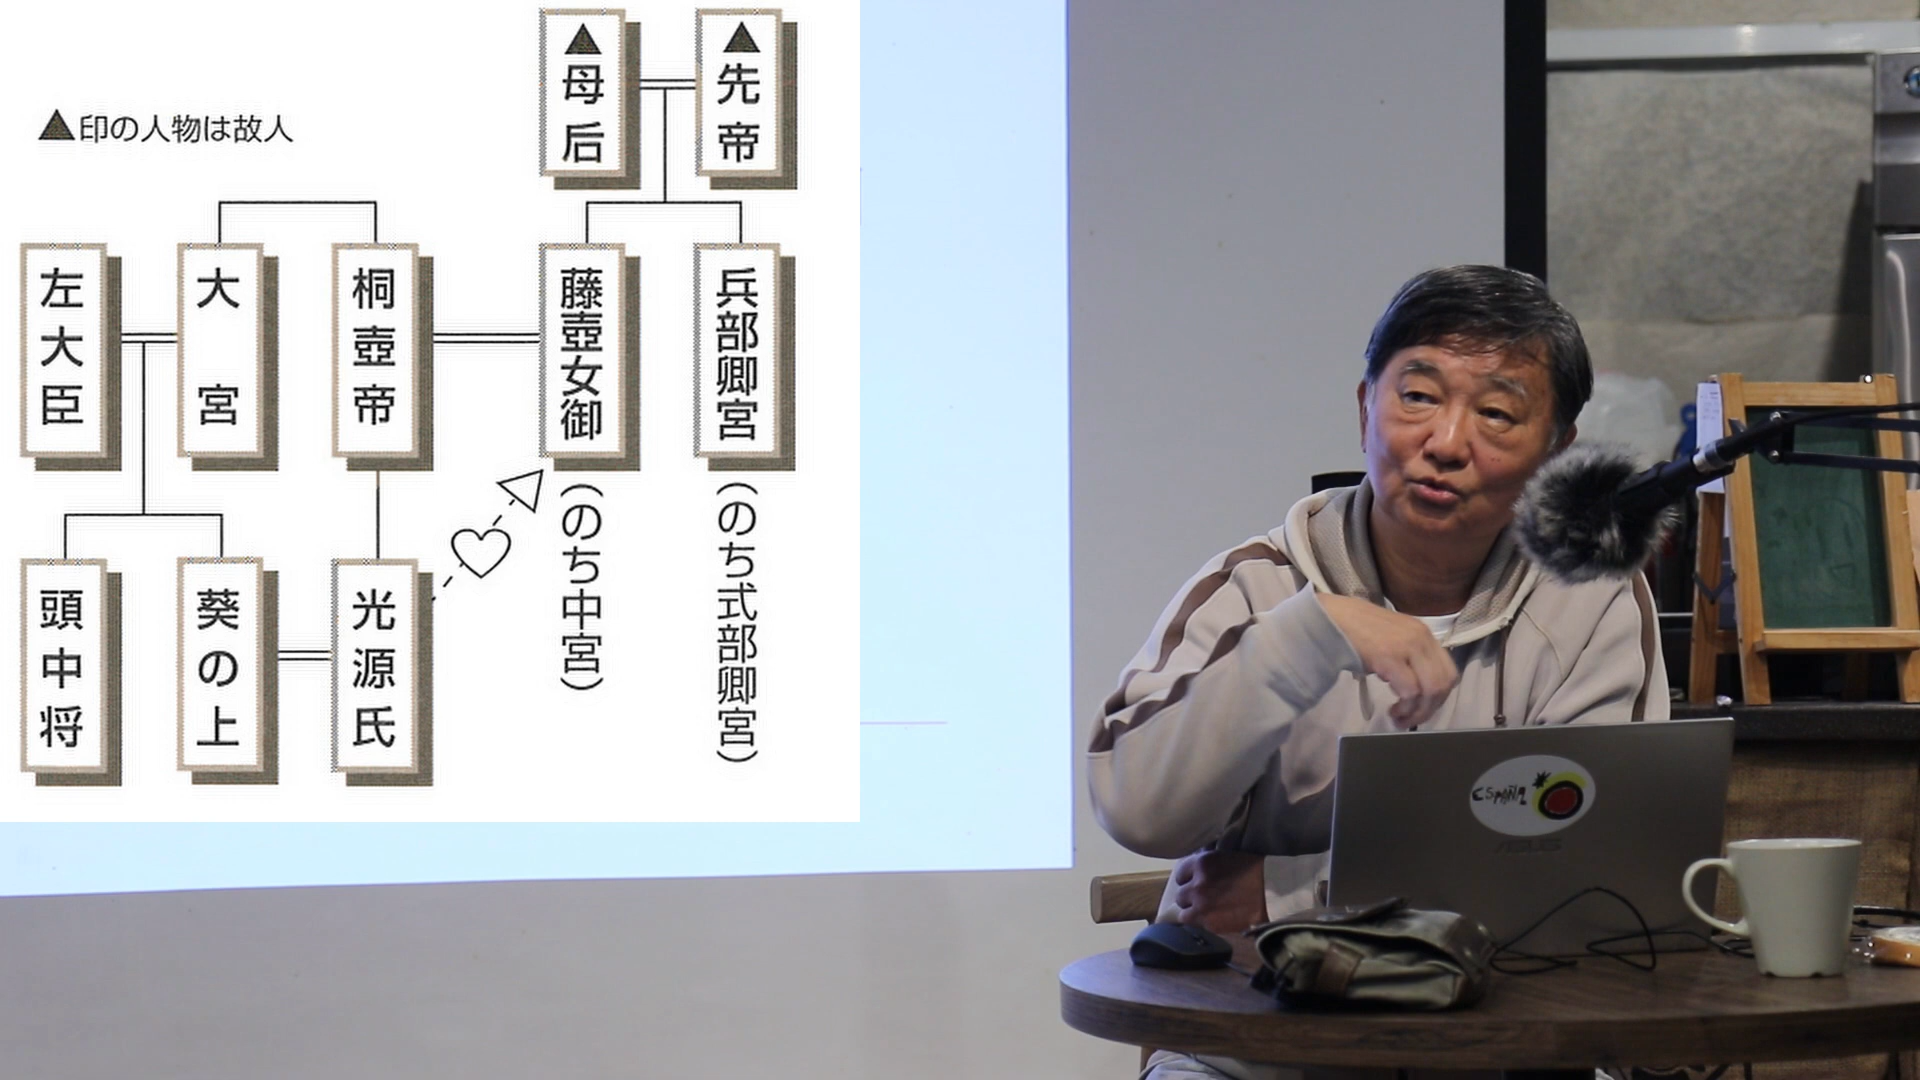 ▲母后
▲先帝
▲印の人物は故人
左大臣
大宮
桐壺帝
藤壺女御
(のち中宮)
兵部卿宮
(のち式部卿宮)
頭中将
葵の上
光源氏
ESPAÑA
ASUS